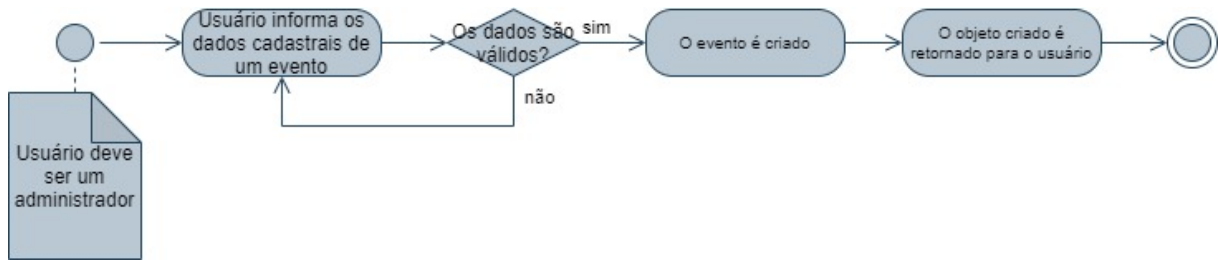 Usuário informa os
dados cadastrais de
um evento
Os dados são
válidos?
sim
não
O evento é criado
O objeto criado é
retornado para o usuário
Usuário deve
ser um
administrador